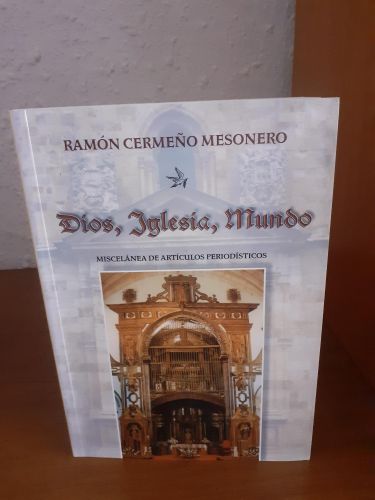 RAMÓN CERMEÑO MESONERO
Dios, Iglesia, Mundo
MISCELÁNEA DE ARTÍCULOS PERIODÍSTICOS